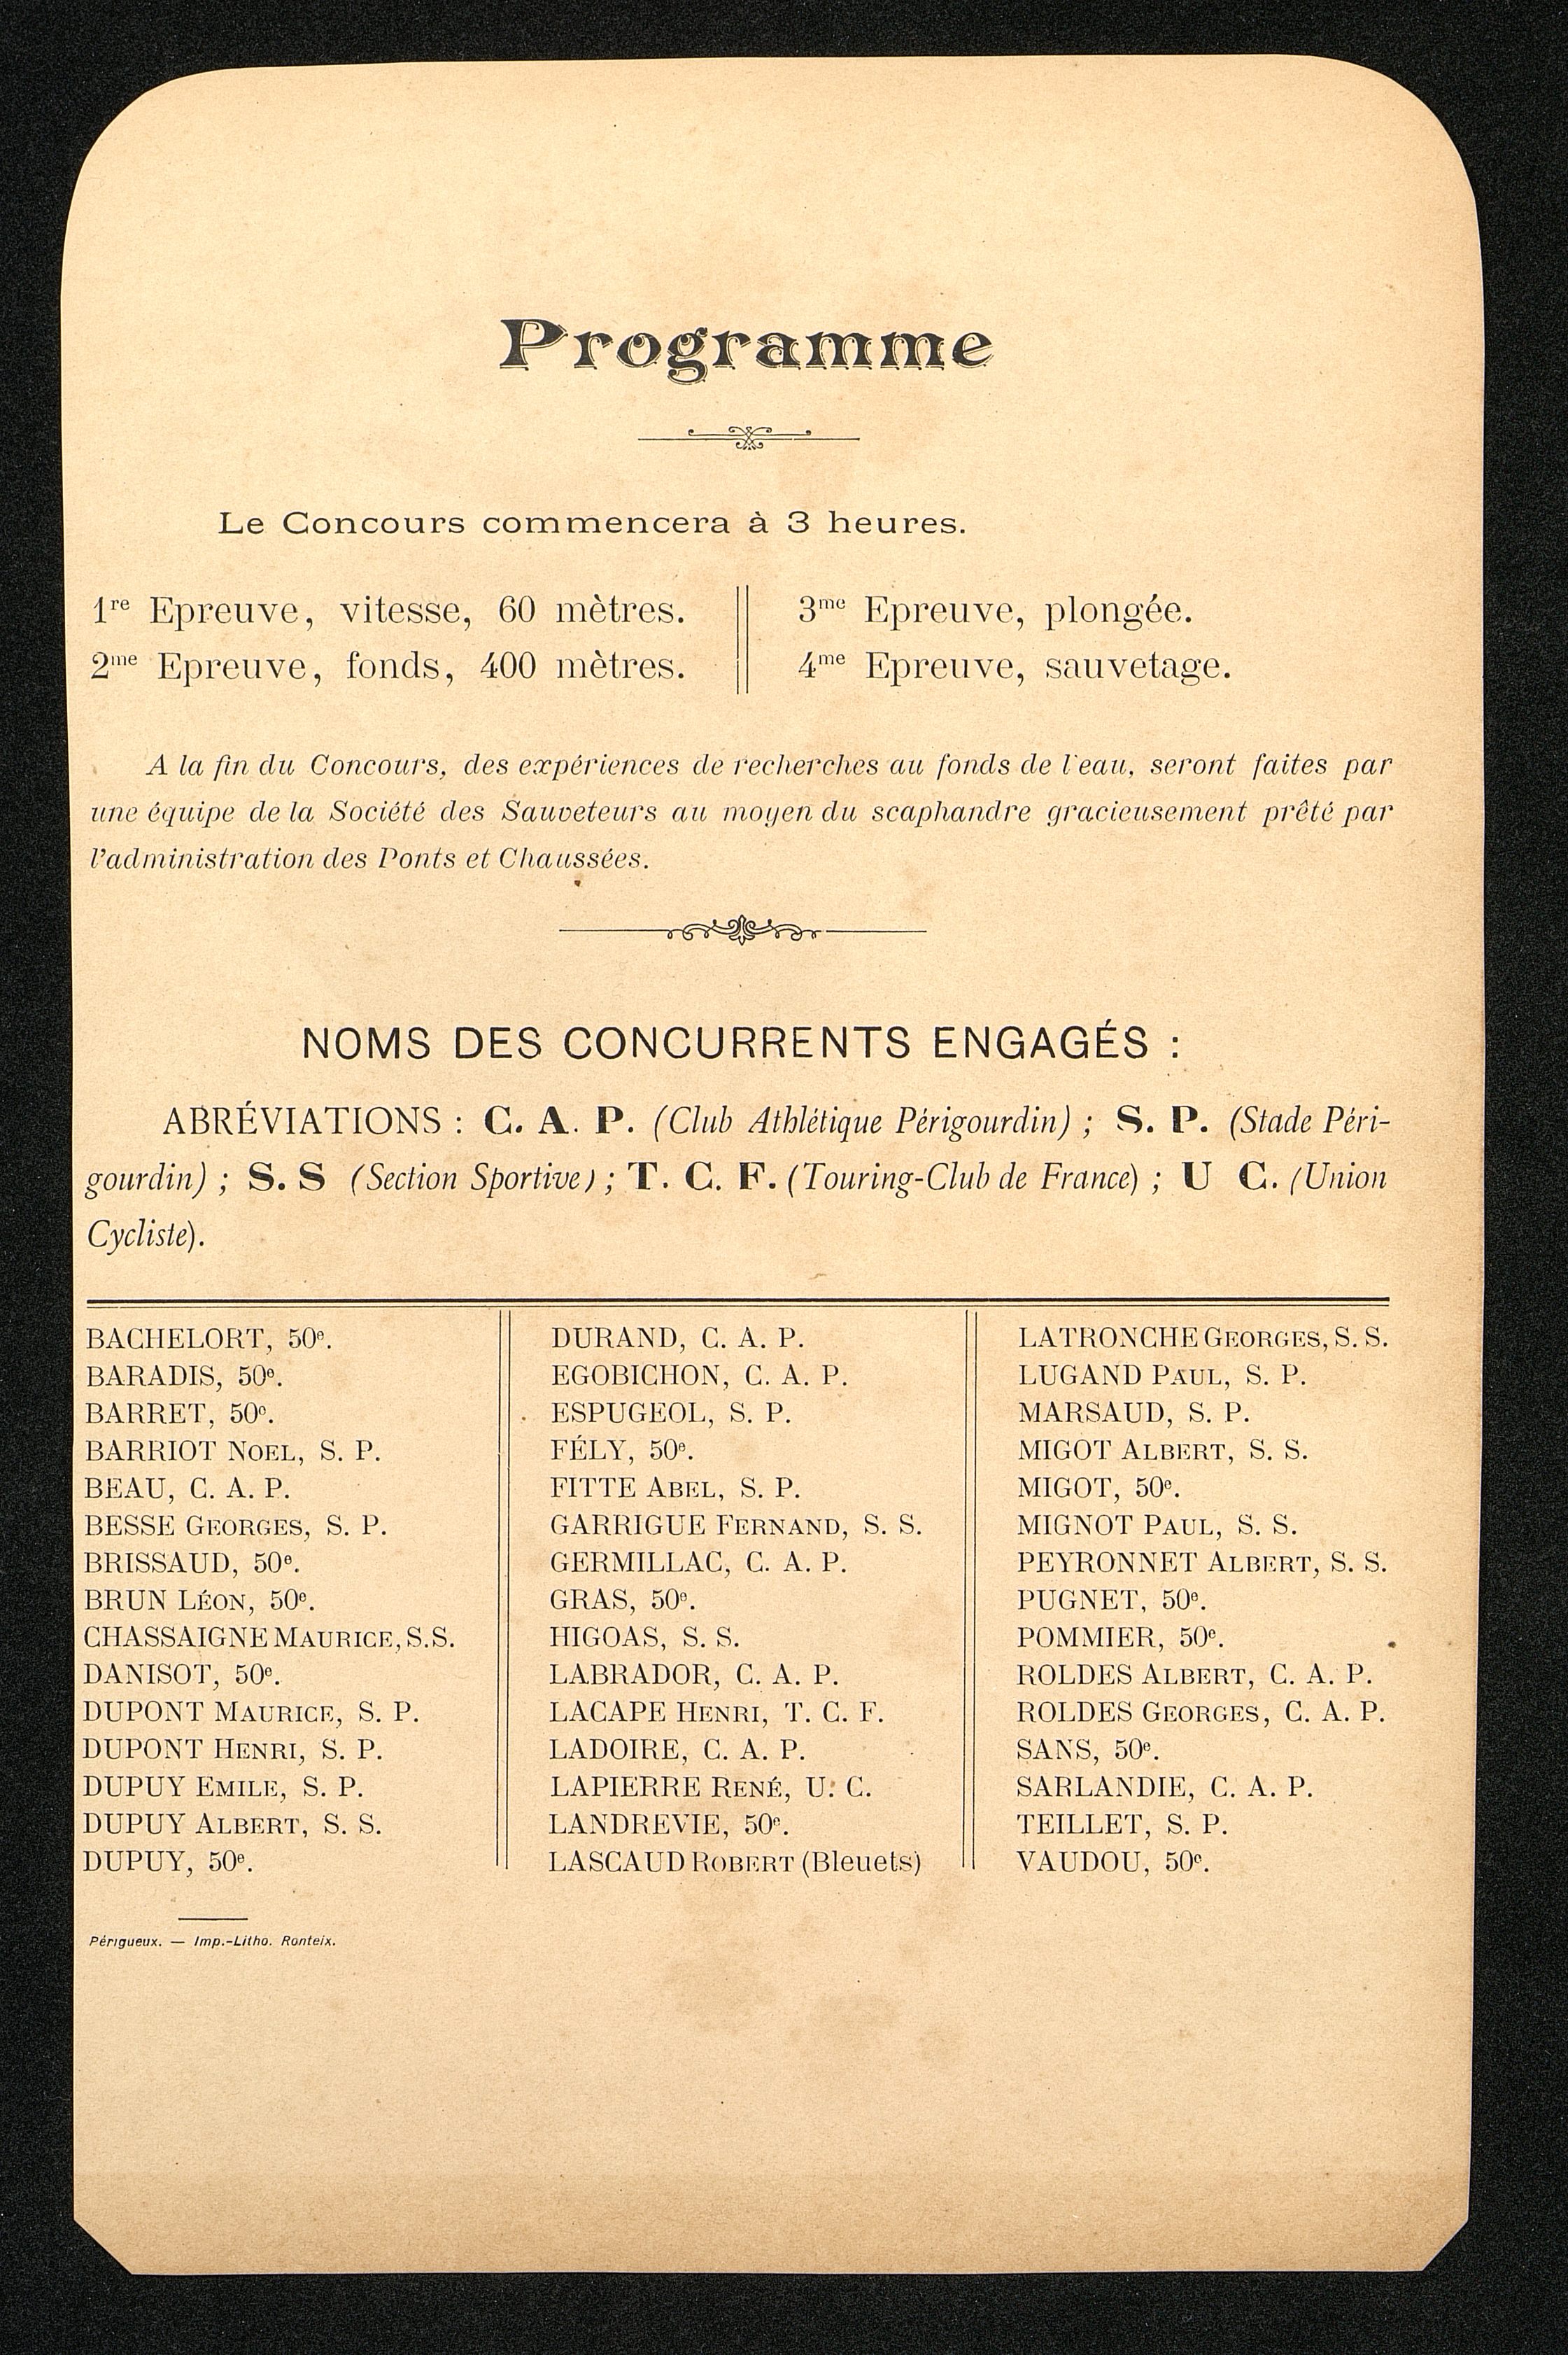 Programme
Le Concours commencera à 3 heures.
1re Epreuve, vitesse, 60 mètres.
2me Epreuve, fonds, 400 mètres.
3me Epreuve, plongée.
4me Epreuve, sauvetage.
A la fin du Concours, des expériences de recherches au fonds de l'eau, seront faites par
une équipe de la Société des Sauveteurs au moyen du scaphandre gracieusement prêté par
l'administration des Ponts et Chaussées.
NOMS DES CONCURRENTS ENGAGÉS :
ABRÉVIATIONS : C. A. P. (Club Athlétique Périgourdin) ; S. P. (Stade Péri-
gourdin) ; S. S (Section Sportive) ; T. C. F. (Touring-Club de France) ; U C. (Union
Cycliste).
BACHELORT, 50e.
BARADIS, 50e.
BARRET, 50e.
BARRIOT NOEL, S. P.
BEAU, C. A. P.
BESSE GEORGES, S. P.
BRISSAUD, 50e.
BRUN LÉON, 50e.
CHASSAIGNE MAURICE, S.S.
DANISOT, 50e.
DUPONT MAURICE, S. P.
DUPONT HENRI, S. P.
DUPUY EMILE, S. P.
DUPUY ALBERT, S. S.
DUPUY, 50e.
DURAND, C. A. P.
EGOBICHON, C. A. P.
ESPUGEOL, S. P.
FÉLY, 50e.
FITTE ABEL, S. P.
GARRIGUE FERNAND, S. S.
GERMILLAC, C. A. P.
GRAS, 50e.
HIGOAS, S. S.
LABRADOR, C. A. P.
LACAPE HENRI, T. C. F.
LADOIRE, C. A. P.
LAPIERRE RENÉ, U. C.
LANDREVIE, 50e.
LASCAUD ROBERT (Bleuets)
LATRONCHE GEORGES, S. S.
LUGAND PAUL, S. P.
MARSAUD, S. P.
MIGOT ALBERT, S. S.
MIGOT, 50e.
MIGNOT PAUL, S. S.
PEYRONNET ALBERT, S. S.
PUGNET, 50e.
POMMIER, 50e.
ROLDES ALBERT, C. A. P.
ROLDES GEORGES, C. A. P.
SANS, 50e.
SARLANDIE, C. A. P.
TEILLET, S. P.
VAUDOU, 50e.
Périgueux. — Imp.-Litho. Ronteix.